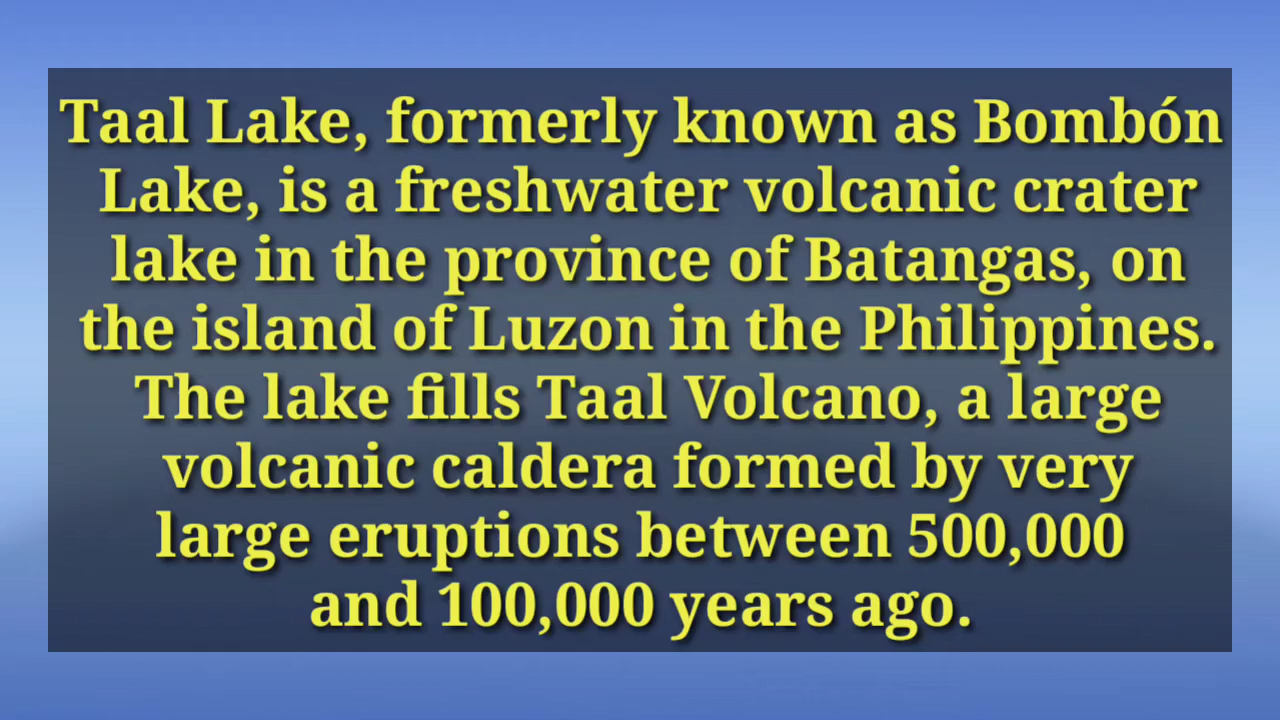 Taal Lake, formerly known as Bombón
Lake, is a freshwater volcanic crater
lake in the province of Batangas, on
the island of Luzon in the Philippines.
The lake fills Taal Volcano, a large
volcanic caldera formed by very
large eruptions between 500,000
and 100,000 years ago.